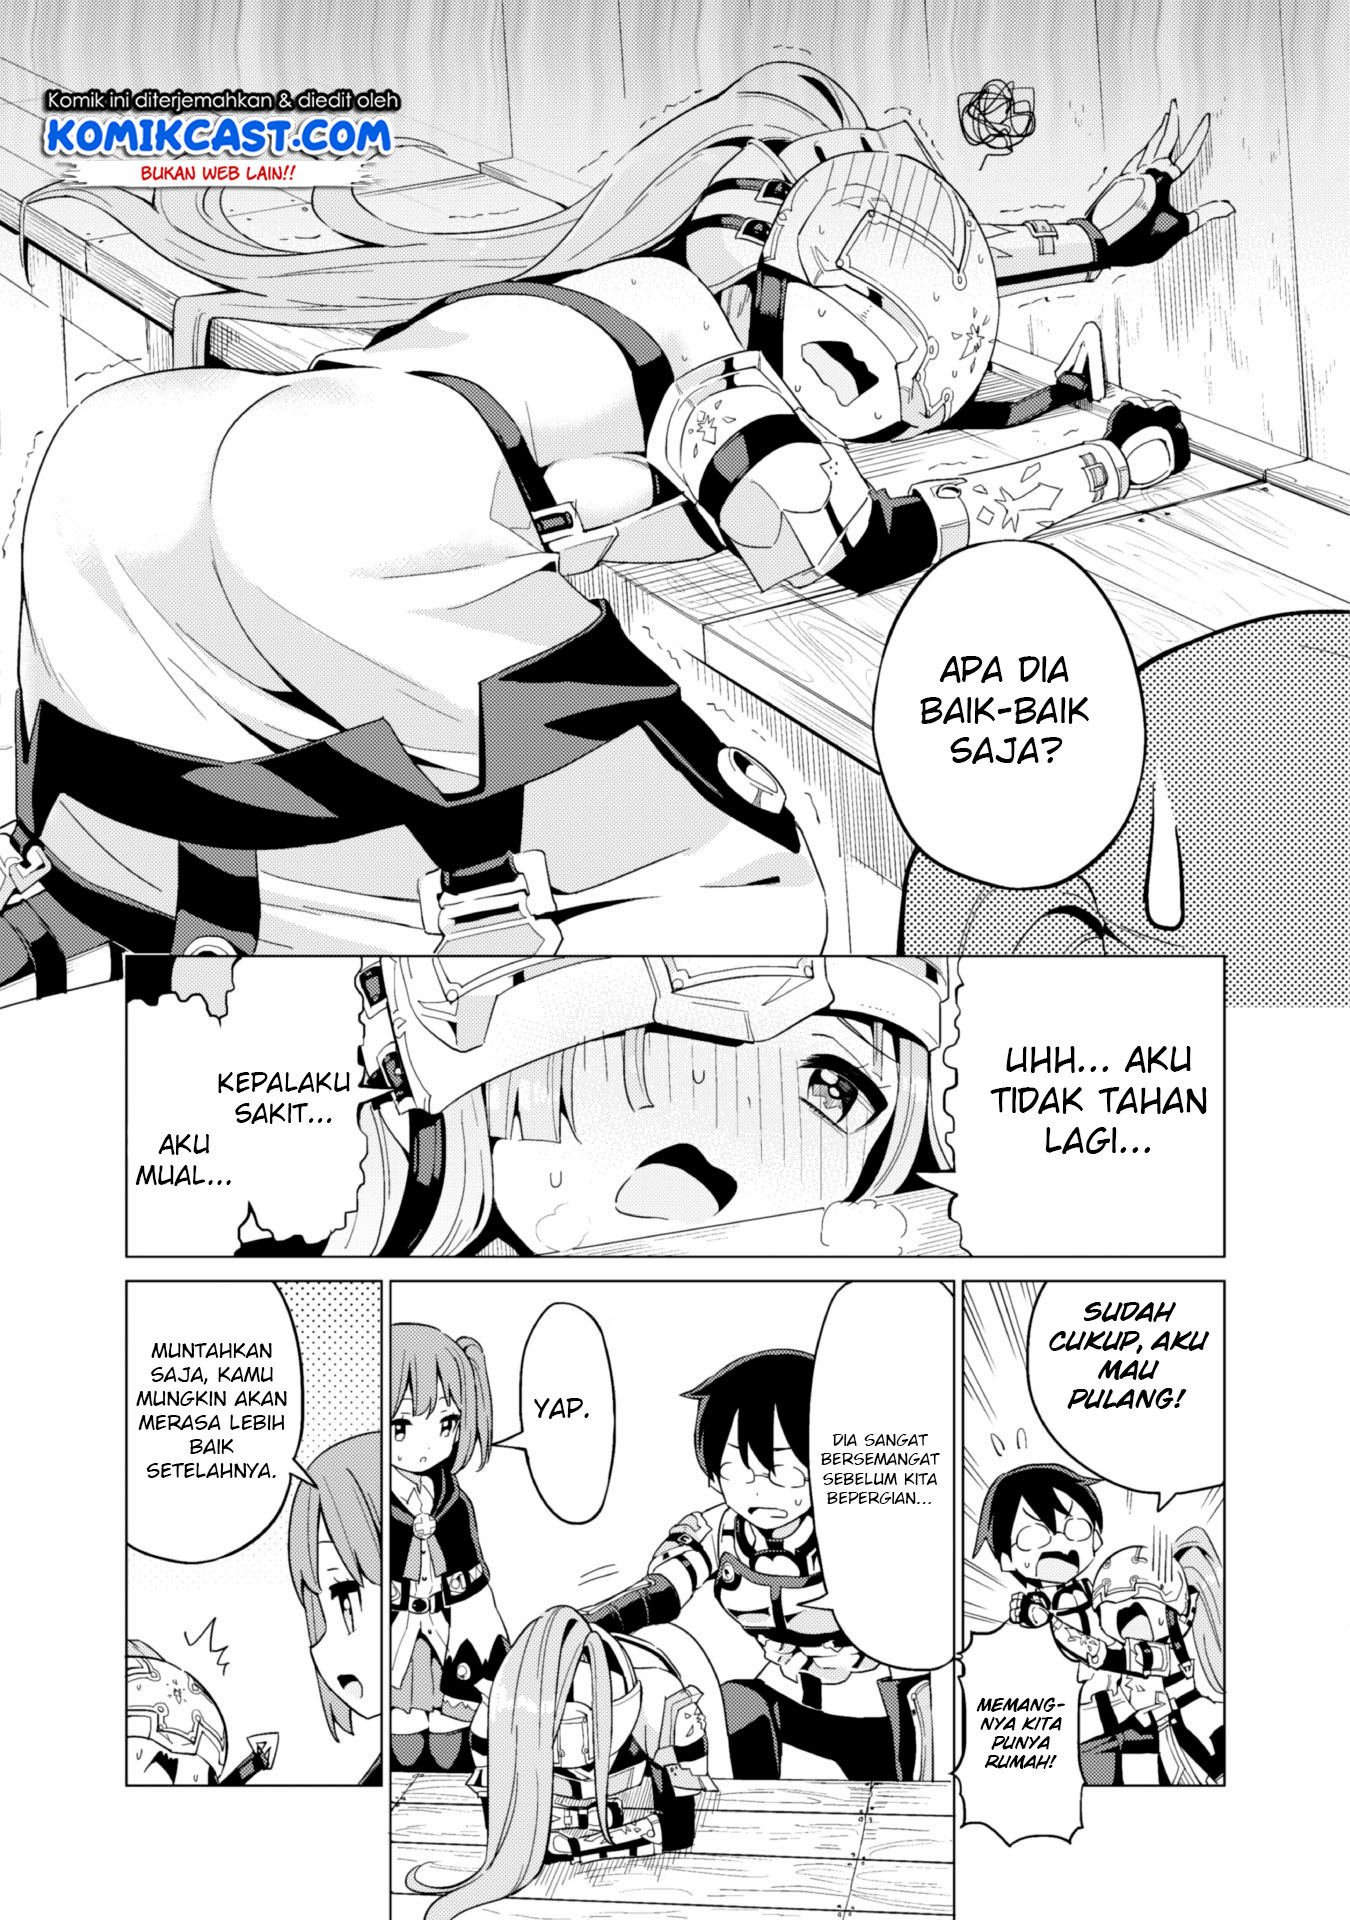 Komik ini diterjemahkan & diedit oleh
KOMIKCAST.COM
BUKAN WEB LAIN!!
APA DIA
BAIK-BAIK
SAJA?
UHH... AKU
TIDAK TAHAN
LAGI...
KEPALAKU
SAKIT...
AKU
MUAL...
SUDAH
CUKUP, AKU
MAU
PULANG!
MEMANG-
NYA KITA
PUNYA
RUMAH!
DIA SANGAT
BERSEMANGAT
SEBELUM KITA
BEPERGIAN...
YAP.
MUNTAHKAN
SAJA, KAMU
MUNGKIN AKAN
MERASA LEBIH
BAIK
SETELAHNYA.